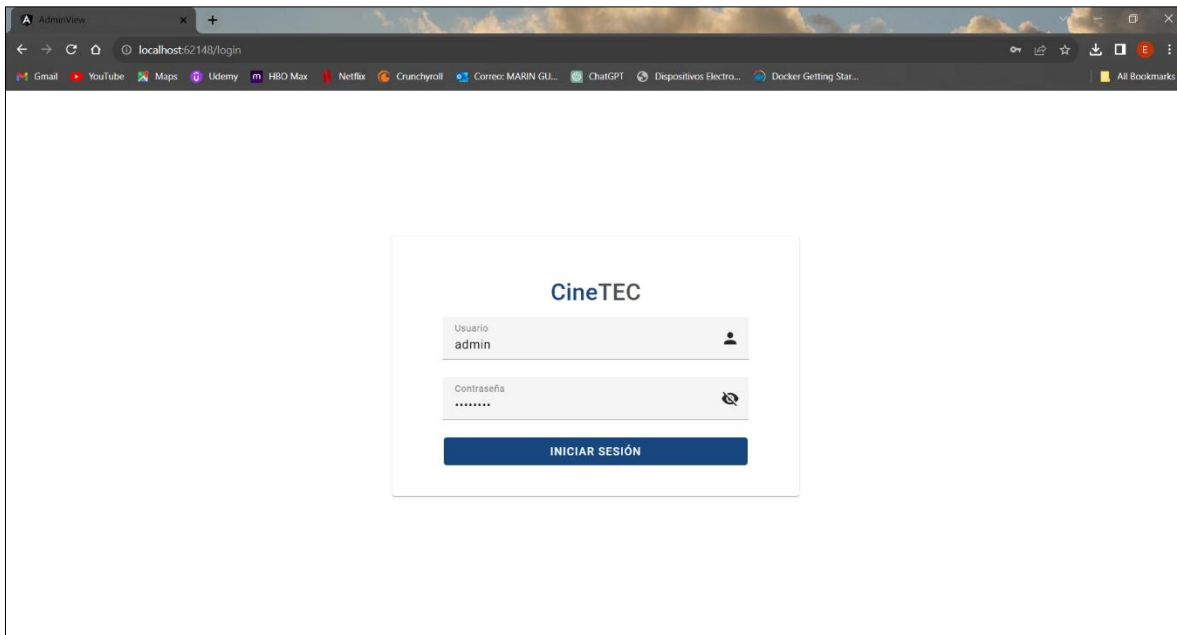 AdminView
localhost:62148/login
Gmail YouTube Maps Udemy HBO Max Netflix Crunchyroll Correo: MARIN GU... ChatGPT Dispositivos Electro... Docker Getting Star... All Bookmarks
CineTEC
Usuario
admin
Contraseña
••••••••
INICIAR SESIÓN